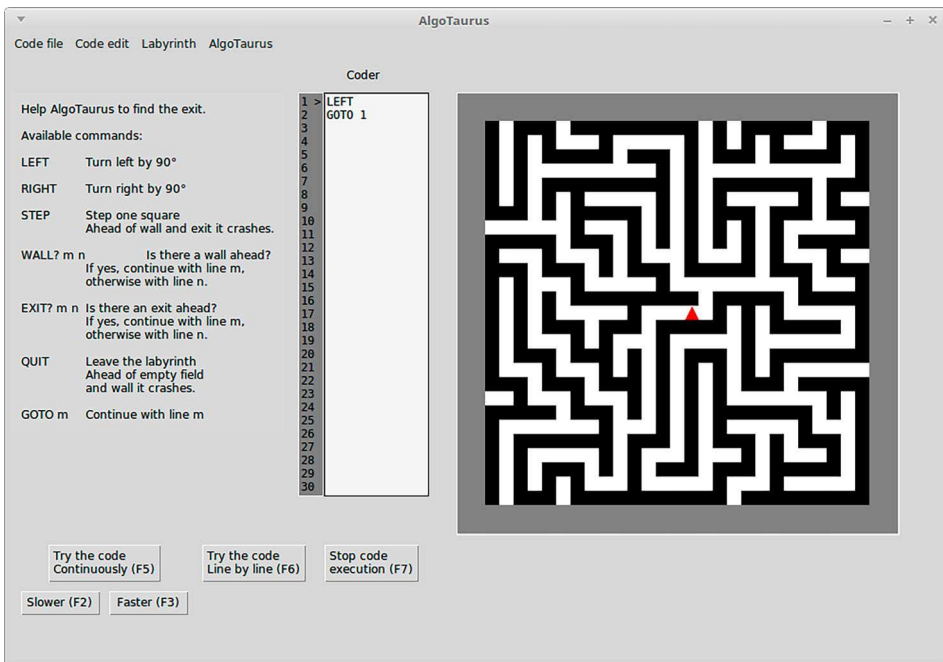 AlgoTaurus
Code file Code edit Labyrinth AlgoTaurus
Coder
Help AlgoTaurus to find the exit.
Available commands:
LEFT Turn left by 90°
RIGHT Turn right by 90°
STEP Step one square
Ahead of wall and exit it crashes.
WALL? m n Is there a wall ahead?
If yes, continue with line m,
otherwise with line n.
EXIT? m n Is there an exit ahead?
If yes, continue with line m,
otherwise with line n.
QUIT Leave the labyrinth
Ahead of empty field
and wall it crashes.
GOTO m Continue with line m
1 > LEFT
2 GOTO 1
3
4
5
6
7
8
9
10
11
12
13
14
15
16
17
18
19
20
21
22
23
24
25
26
27
28
29
30
Try the code
Continuously (F5)
Try the code
Line by line (F6)
Stop code
execution (F7)
Slower (F2) Faster (F3)